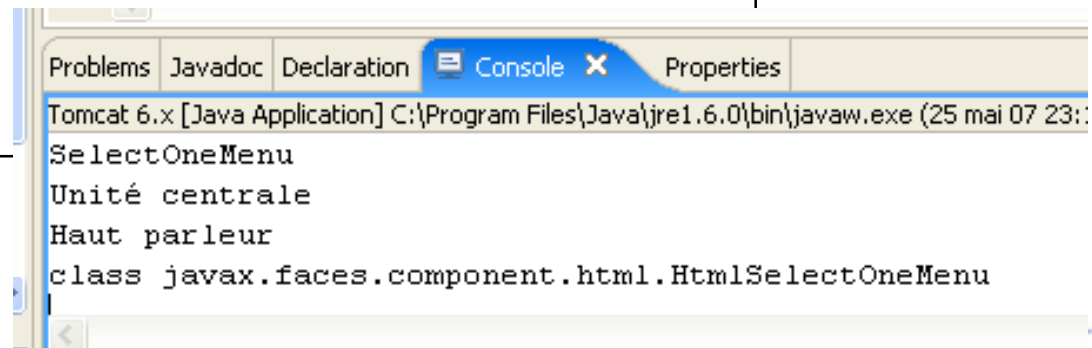 Problems Javadoc Declaration Console Properties
Tomcat 6.x [Java Application] C:\Program Files\Java\jre1.6.0\bin\javaw.exe (25 mai 07 23:
SelectOneMenu
Unité centrale
Haut parleur
class javax.faces.component.html.HtmlSelectOneMenu